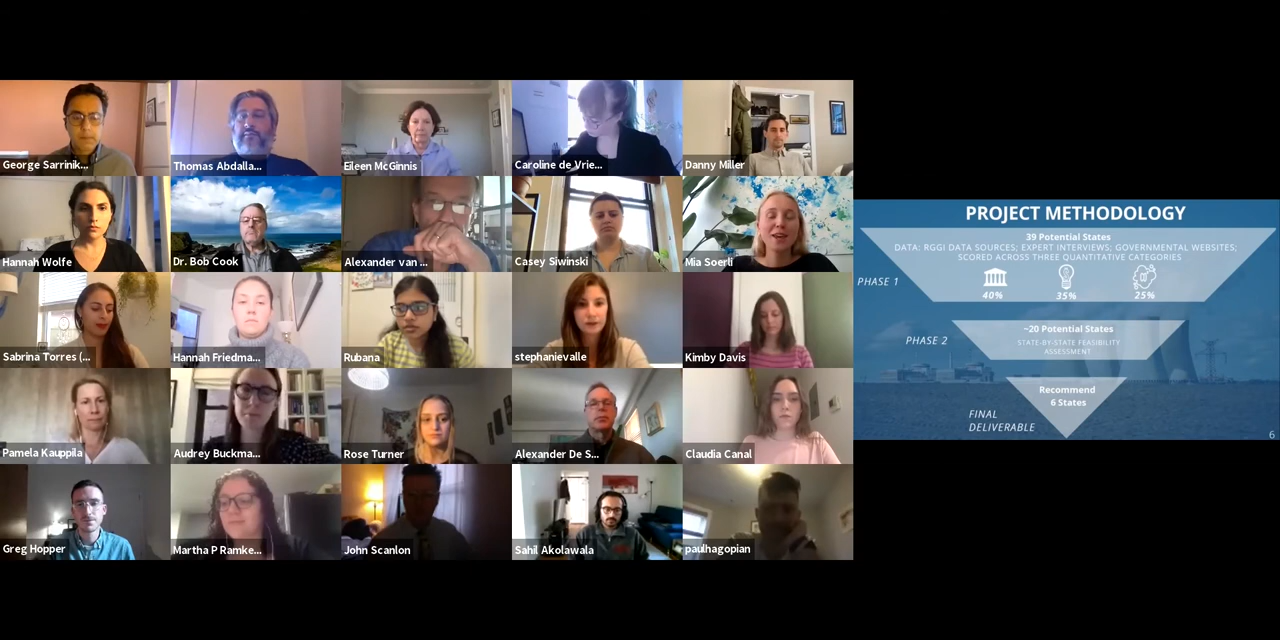 George Sarrinik...
Thomas Abdalla...
Eileen McGinnis
Caroline de Vrie...
Danny Miller
Hannah Wolfe
Dr. Bob Cook
Alexander van ...
Casey Siwinski
Mia Soerli
Sabrina Torres (...
Hannah Friedma...
Rubana
stephanievalle
Kimby Davis
Pamela Kauppila
Audrey Buckma...
Rose Turner
Alexander De S...
Claudia Canal
Greg Hopper
Martha P Ramke...
John Scanlon
Sahil Akolawala
paulhagopian
PROJECT METHODOLOGY
39 Potential States
DATA: RGGI DATA SOURCES; EXPERT INTERVIEWS; GOVERNMENTAL WEBSITES;
SCORED ACROSS THREE QUANTITATIVE CATEGORIES
PHASE 1
40%
35%
25%
PHASE 2
~20 Potential States
STATE-BY-STATE FEASIBILITY
ASSESSMENT
Recommend
6 States
FINAL
DELIVERABLE
6